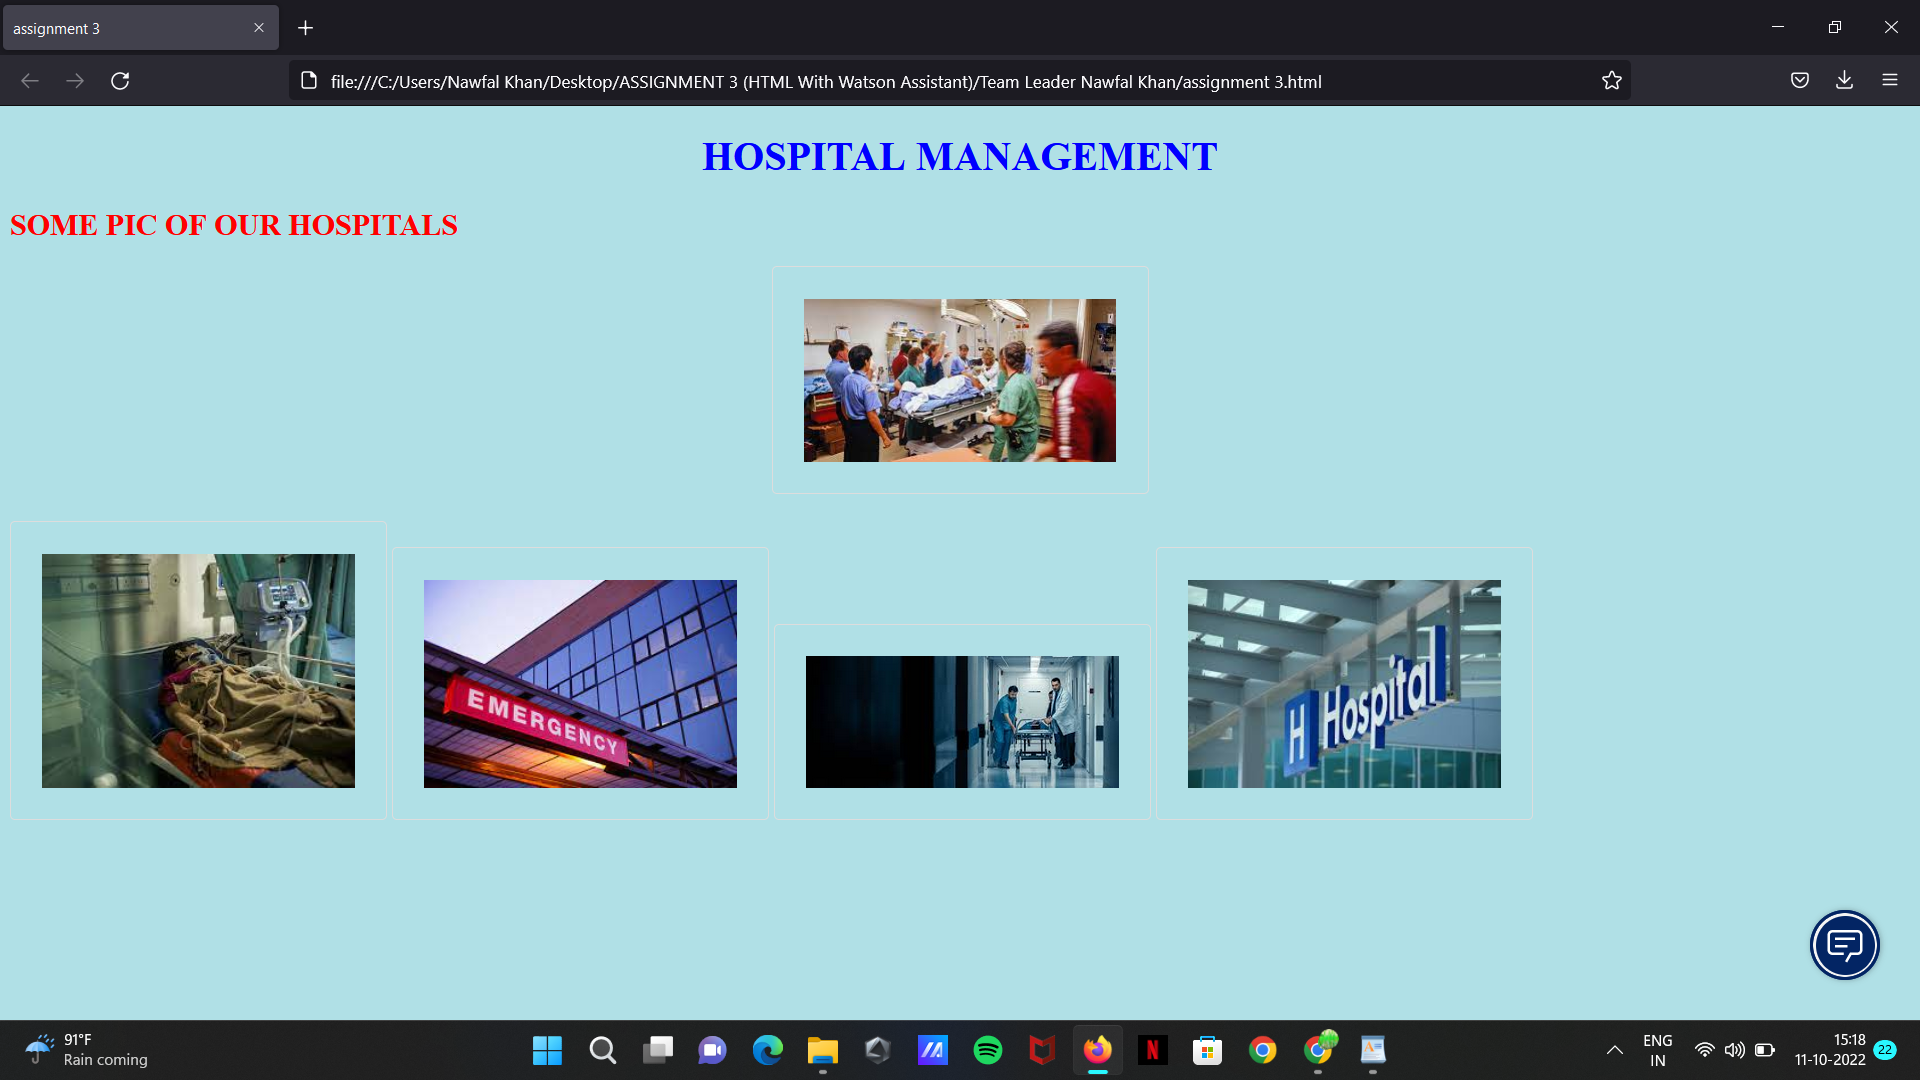 assignment 3
file:///C:/Users/Nawfal Khan/Desktop/ASSIGNMENT 3 (HTML With Watson Assistant)/Team Leader Nawfal Khan/assignment 3.html
HOSPITAL MANAGEMENT
SOME PIC OF OUR HOSPITALS
EMERGENCY
H Hospital
91°F
Rain coming
N
ENG
IN
15:18
11-10-2022
22